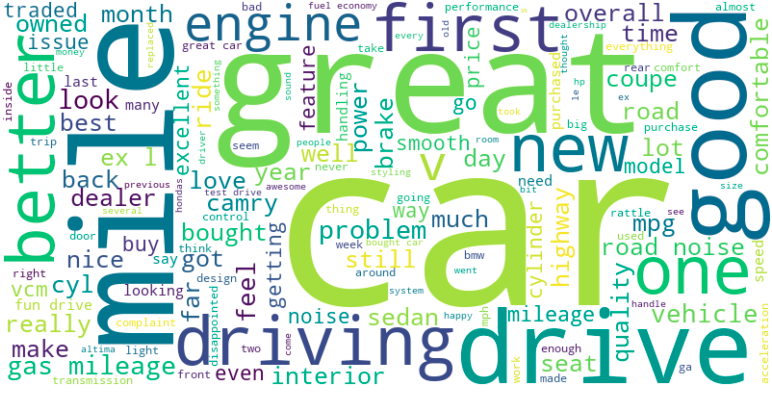 traded
month
bad
fuel economy
performance
almost
owned
engine
first
old
dealership
overall
issue
every
time
everything
little
money
replaced
great car
take
price
thought
rear
comfort
last
inside
look
many
mile
great
good
comfortable
excellent
ride
something
sound
feature
handling
power
brake
go
purchased
hp
coupe
le
ex
road
big
purchase
best
better
driver
seem
people
never
well
smooth
took
room
new
lot
model
trip
ex l
back
previous
love
test drive
awesome
year
v
day
styling
need
bit
size
dealer
hondas
several
control
camry
going
way
much
cylinder
highway
rattle
see
mpg
door
buy
think
bought
thing
problem
car
used
road noise
nice
say
got
week
bought car
still
bmw
went
one
speed
right
vcm
cyl
looking
far
design
feel
getting
around
system
quality
handle
fun drive
complaint
disappointed
noise
sedan
happy
mph
mileage
vehicle
really
make
altima
light
driving
two
come
drive
enough
seat
acceleration
gas mileage
transmission
front
even
interior
work
made
ga